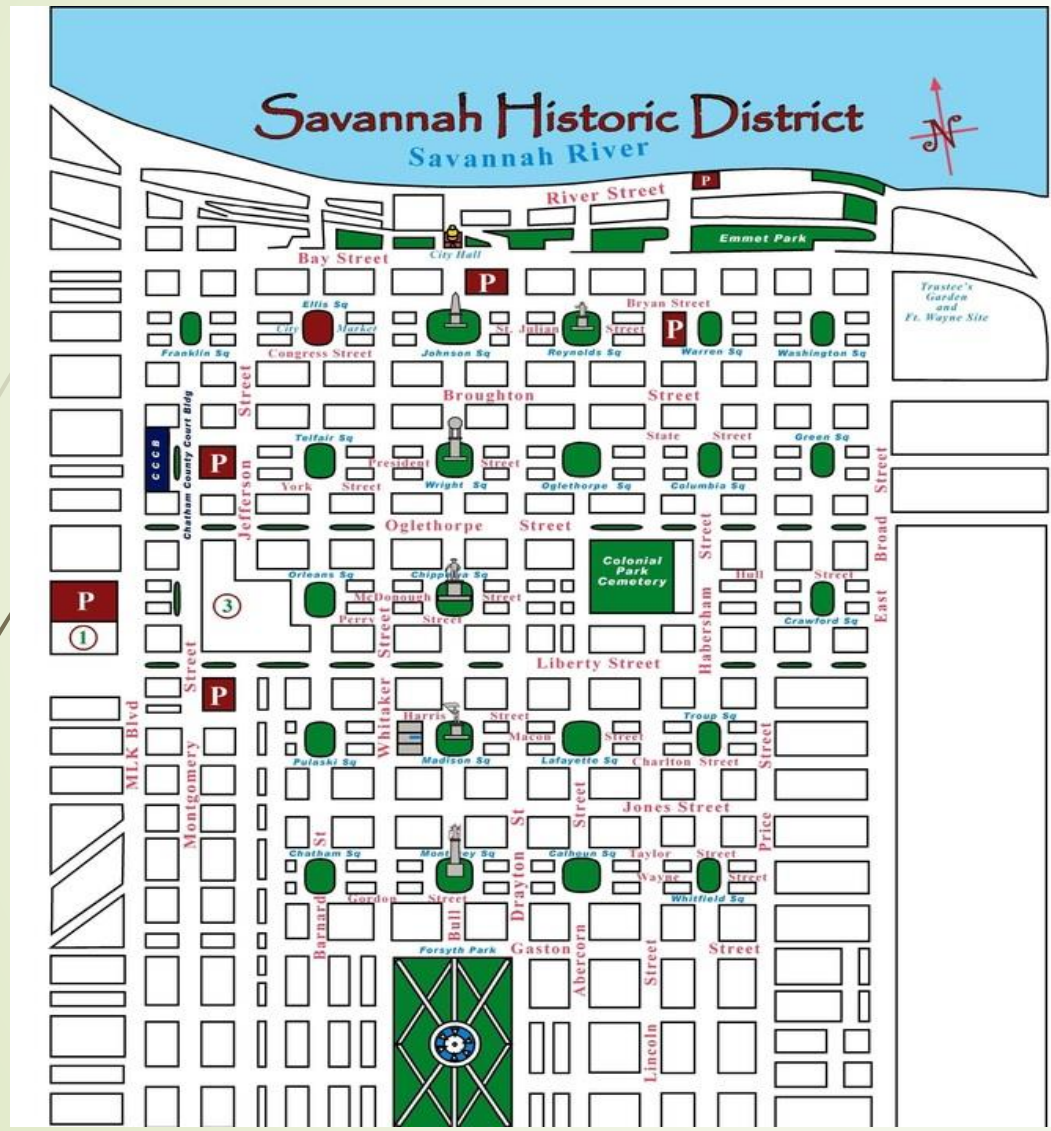 Savannah Historic District
Savannah River
N
P
River Street
Emmet Park
City Hall
Bay Street
Trustee's
Garden
and
Ft. Wayne Site
P
Ellis Sq
Bryan Street
City Market
St. Julian Street
P
Franklin Sq
Congress Street
Johnson Sq
Reynolds Sq
Warren Sq
Washington Sq
Broughton Street
Jefferson Street
CCCB
Chatham County Court Bldg
P
Telfair Sq
State Street
Green Sq
President Street
York Street
Wright Sq
Oglethorpe Sq
Columbia Sq
East Broad Street
Oglethorpe Street
Colonial
Park
Cemetery
Habersham Street
Orleans Sq
Chippewa Sq
Hull Street
P
1
3
McDonough Street
Perry Street
Crawford Sq
Liberty Street
Montgomery Street
MLK Blvd
P
Whitaker Street
Harris Street
Troup Sq
Macon Street
Pulaski Sq
Madison Sq
Lafayette Sq
Charlton Street
Price Street
Jones Street
Barnard St
Drayton St
Abercorn Street
Chatham Sq
Monterey Sq
Calhoun Sq
Taylor Street
Wayne Street
Gordon Street
Whitfield Sq
Bull
Forsyth Park
Gaston Street
Lincoln Street